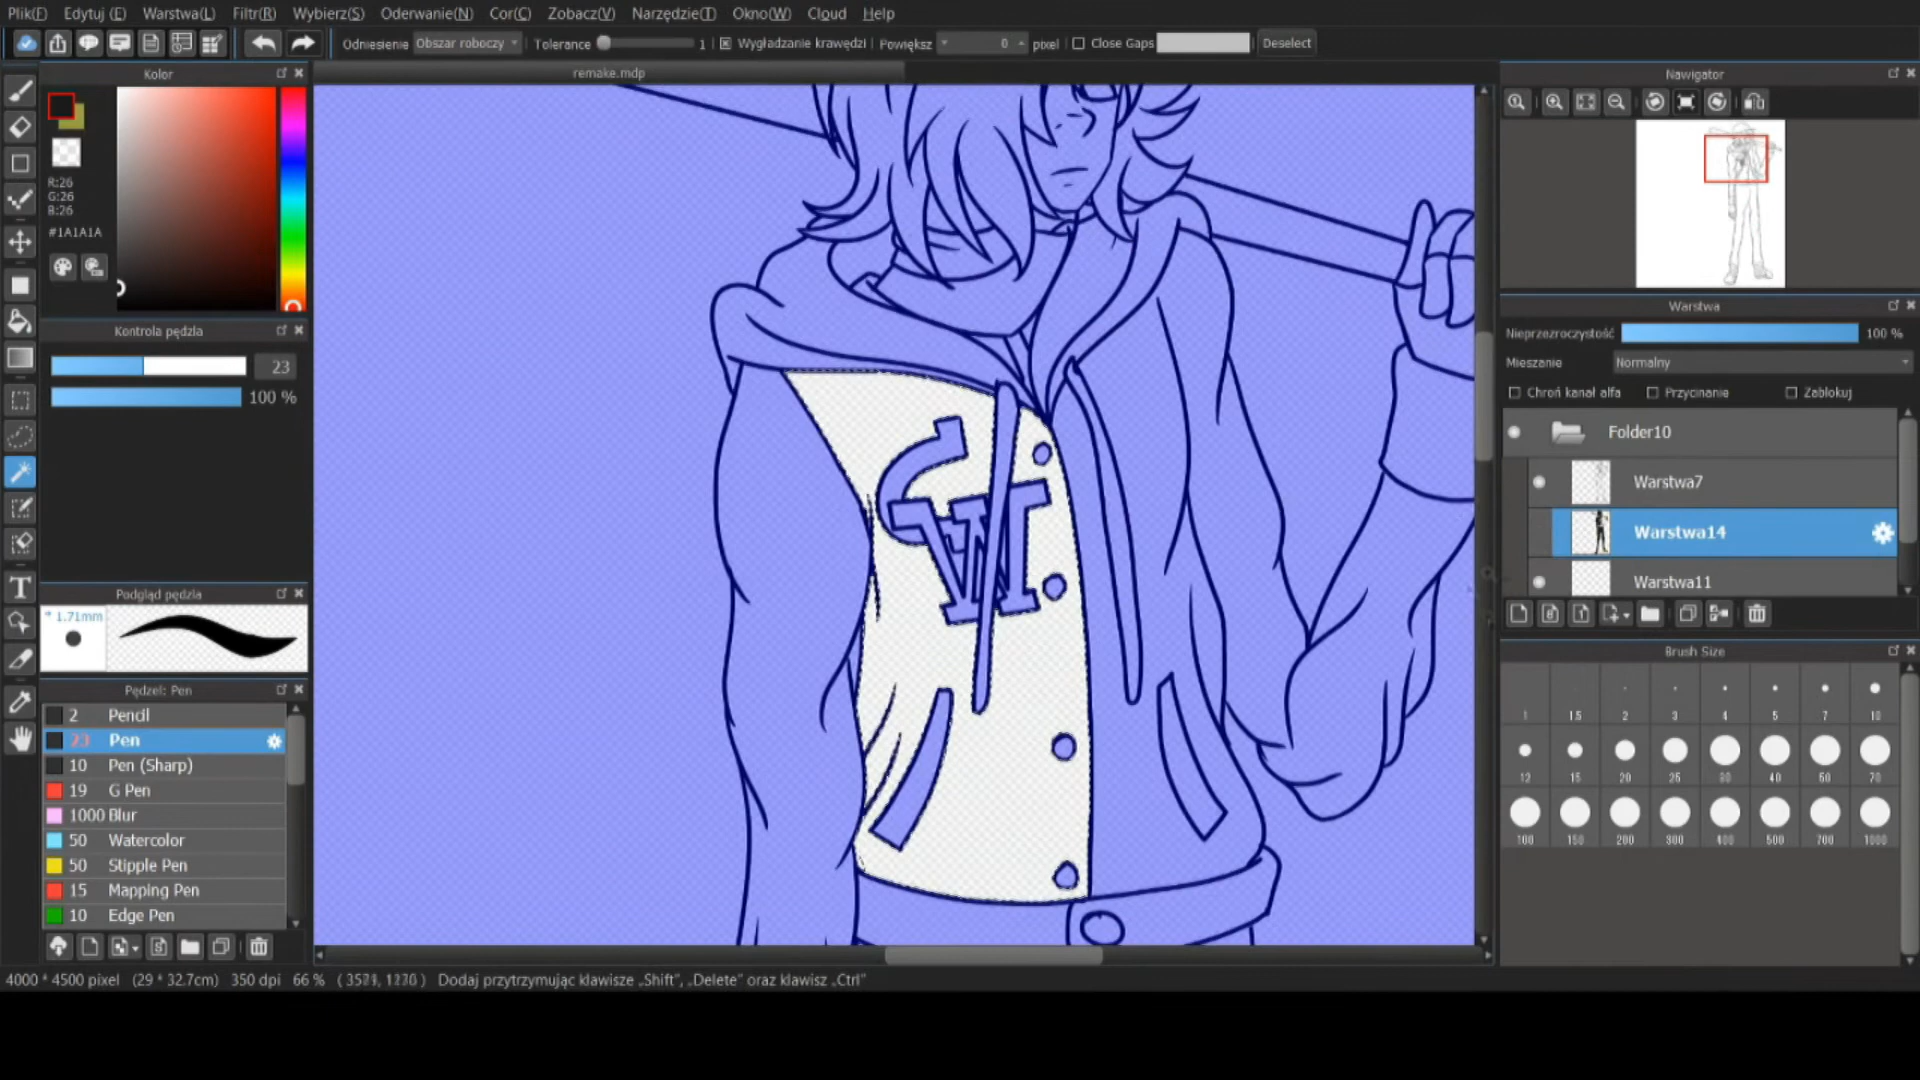 Plik(F) Edytuj (E) Warstwa(L) Filtr(R) Wybierz(S) Oderwanie(N) Cor(C) Zobacz(V) Narzędzie(T) Okno(W) Cloud Help
Odniesienie Obszar roboczy Tolerance 1 Wygładzanie krawędzi Powiększ 0 pixel Close Gaps Deselect
Kolor
remake.mdp
Nawigator
R:26
G:26
B:26
#1A1A1A
Kontrola pędzla
23
100 %
Podgląd pędzla
* 1.71mm
Pędzel: Pen
2 Pencil
23 Pen
10 Pen (Sharp)
19 G Pen
1000 Blur
50 Watercolor
50 Stipple Pen
15 Mapping Pen
10 Edge Pen
Warstwa
Nieprzezroczystość 100 %
Mieszanie Normalny
Chroń kanał alfa Przycinanie Zablokuj
Folder10
Warstwa7
Warstwa14
Warstwa11
Brush Size
1 1.5 2 3 4 5 7 10
12 15 20 25 30 40 50 70
100 150 200 300 400 500 700 1000
4000 * 4500 pixel (29 * 32.7cm) 350 dpi 66 % Dodaj przytrzymując klawisze „Shift", „Delete" oraz klawisz „Ctrl"